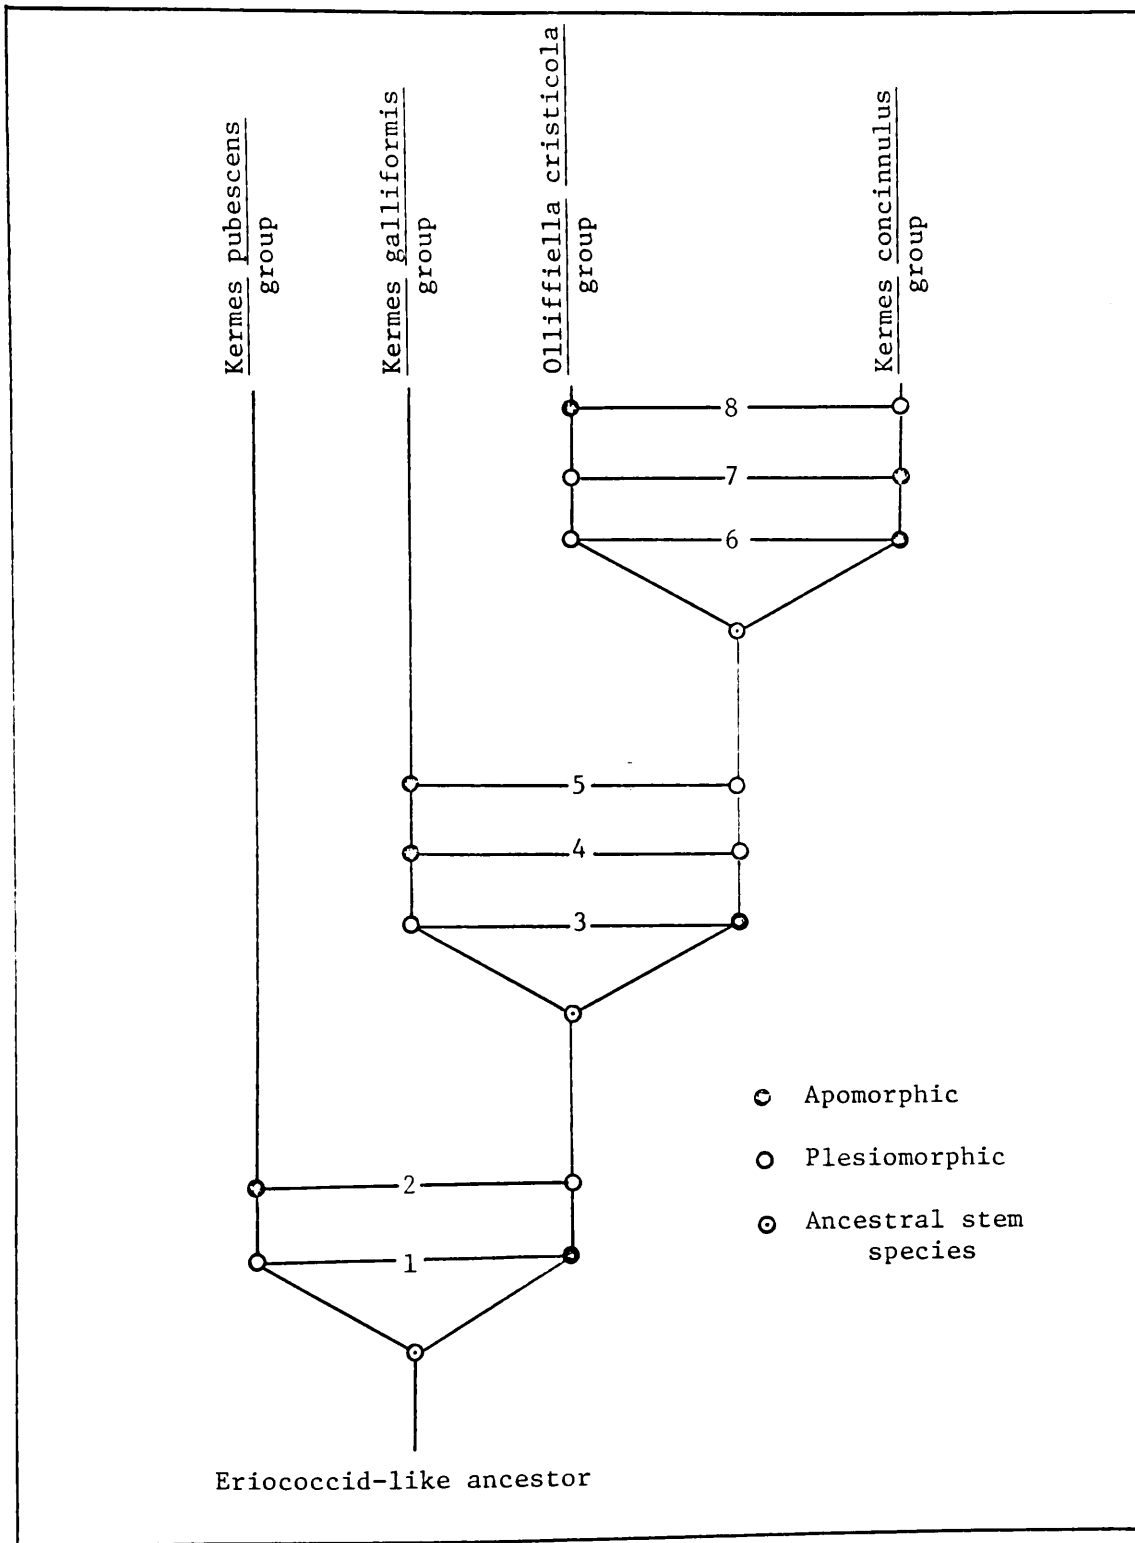 Kermes pubescens
group
Kermes galliformis
group
Olliffiella cristicola
group
Kermes concinnulus
group
8
7
6
5
4
3
2
1
Apomorphic
Plesiomorphic
Ancestral stem
species
Eriococcid-like ancestor